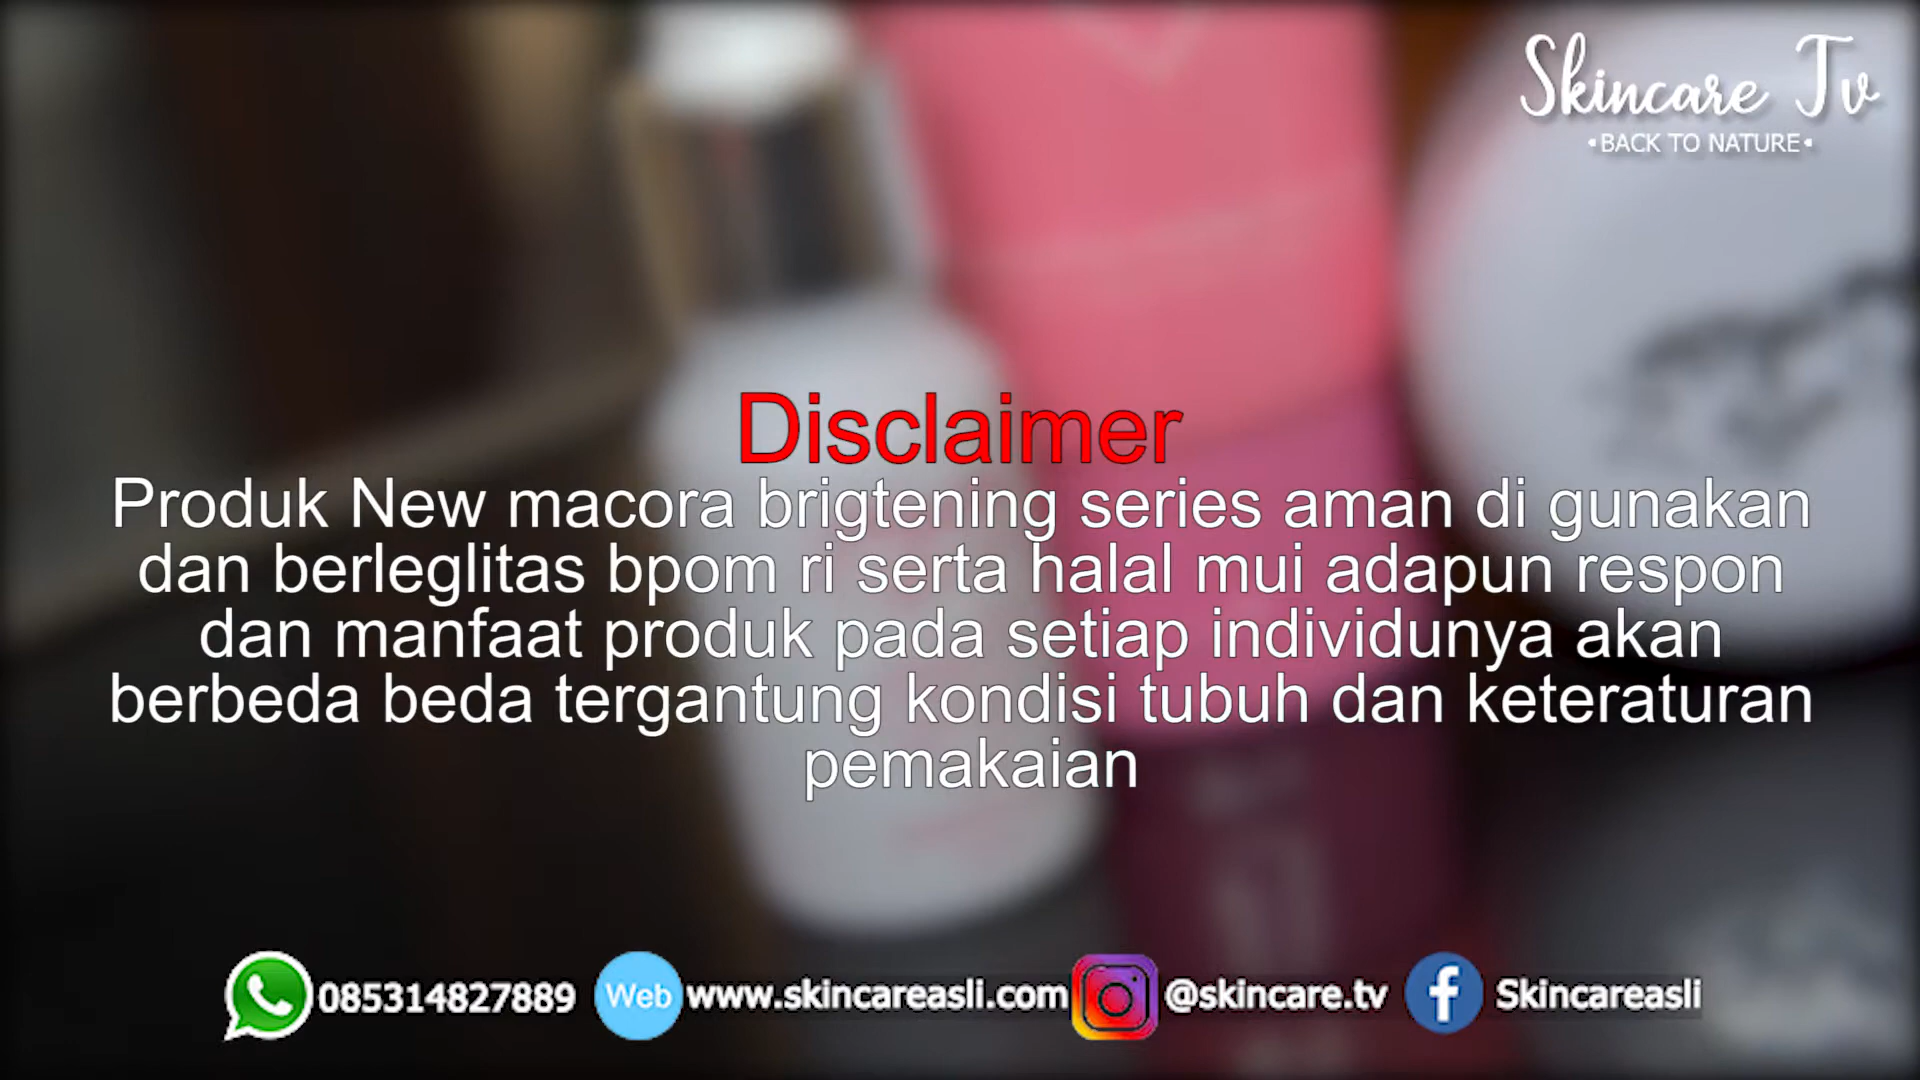 Skincare Tv
•BACK TO NATURE•
Disclaimer
Produk New macora brigtening series aman di gunakan
dan berleglitas bpom ri serta halal mui adapun respon
dan manfaat produk pada setiap individunya akan
berbeda beda tergantung kondisi tubuh dan keteraturan
pemakaian
085314827889 Web www.skincareasli.com @skincare.tv Skincareasli